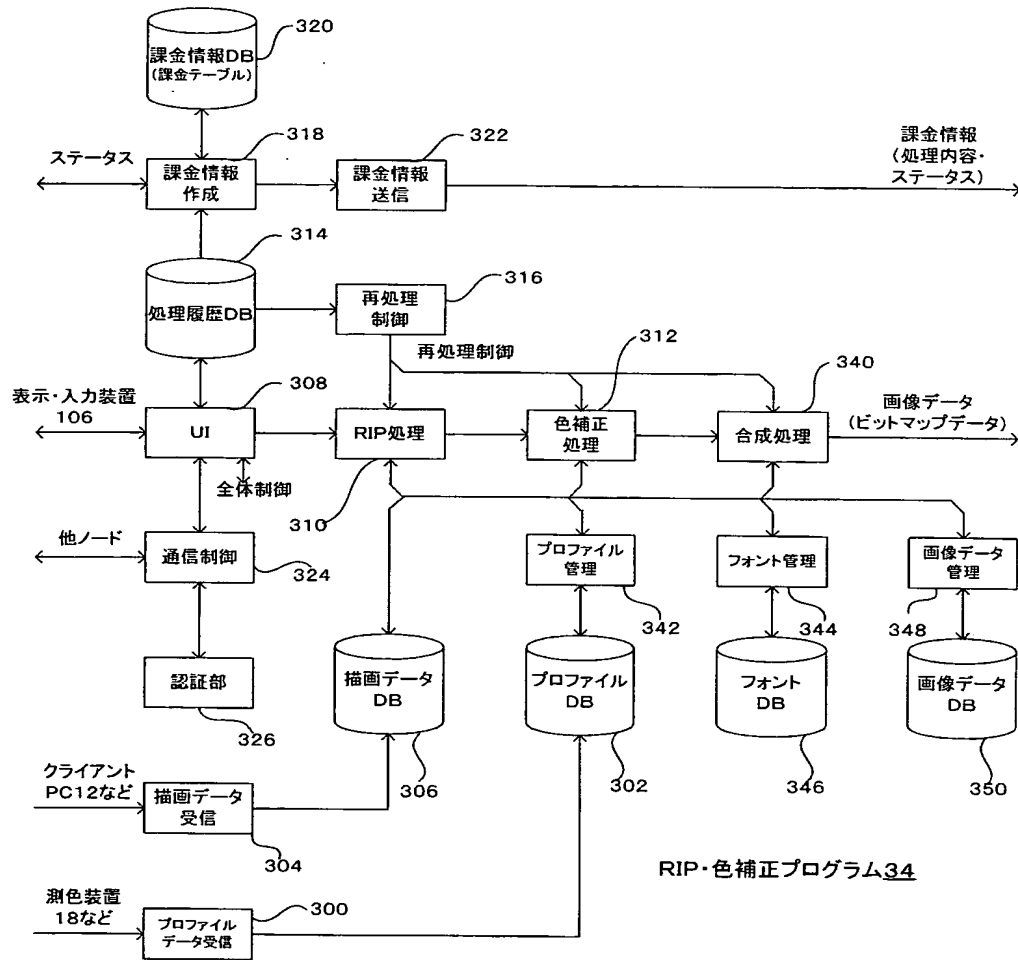 320
課金情報DB
(課金テーブル)
318
322
ステータス
課金情報
作成
課金情報
送信
課金情報
(処理内容・
ステータス)
314
316
処理履歴DB
再処理
制御
再処理制御
312
340
308
表示・入力装置
106
UI
RIP処理
色補正
処理
合成処理
画像データ
(ビットマップデータ)
全体制御
310
他ノード
通信制御
324
プロファイル
管理
342
フォント管理
344
画像データ
管理
348
認証部
326
描画データ
DB
306
プロファイル
DB
302
フォント
DB
346
画像データ
DB
350
クライアント
PC12など
描画データ
受信
304
RIP・色補正プログラム34
測色装置
18など
300
プロファイル
データ受信